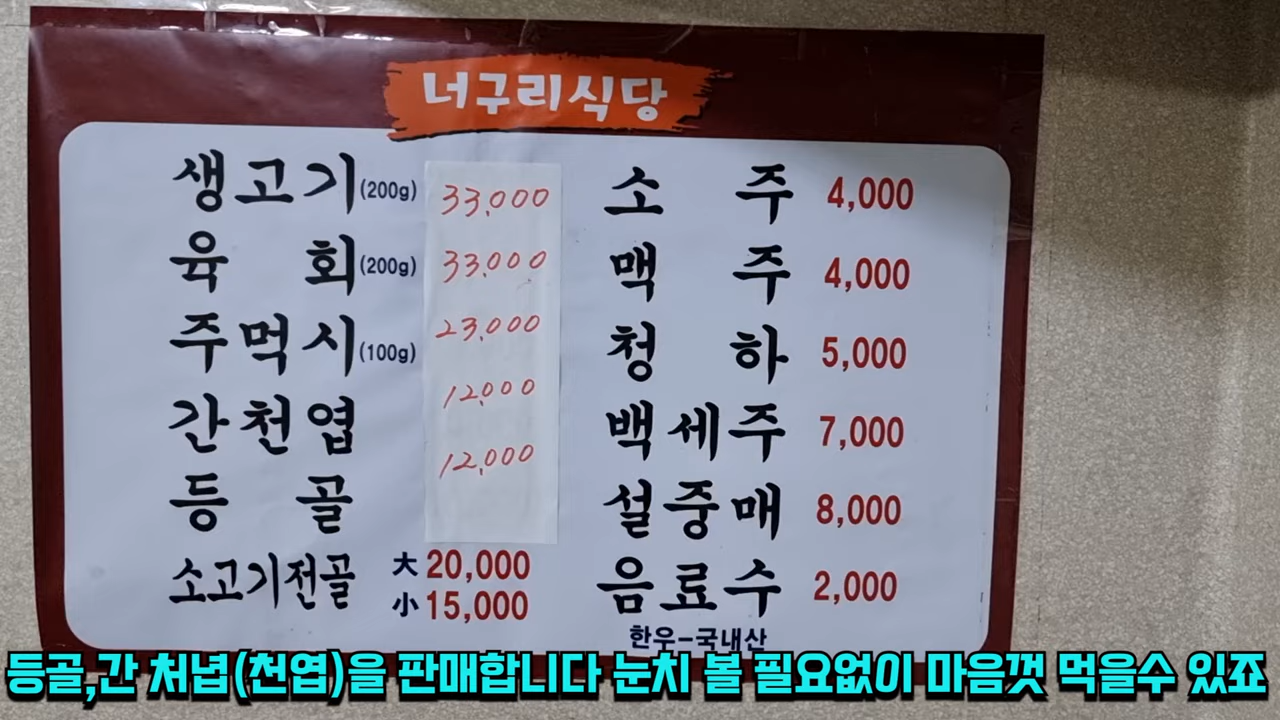 너구리식당
생고기(200g) 33,000
육회(200g) 33,000
주먹시(100g) 23,000
간천엽 12,000
등골 12,000
소고기전골 大 20,000
小 15,000
소주 4,000
맥주 4,000
청하 5,000
백세주 7,000
설중매 8,000
음료수 2,000
한우-국내산
등골,간 처녑(천엽)을 판매합니다 눈치 볼 필요없이 마음껏 먹을수 있죠